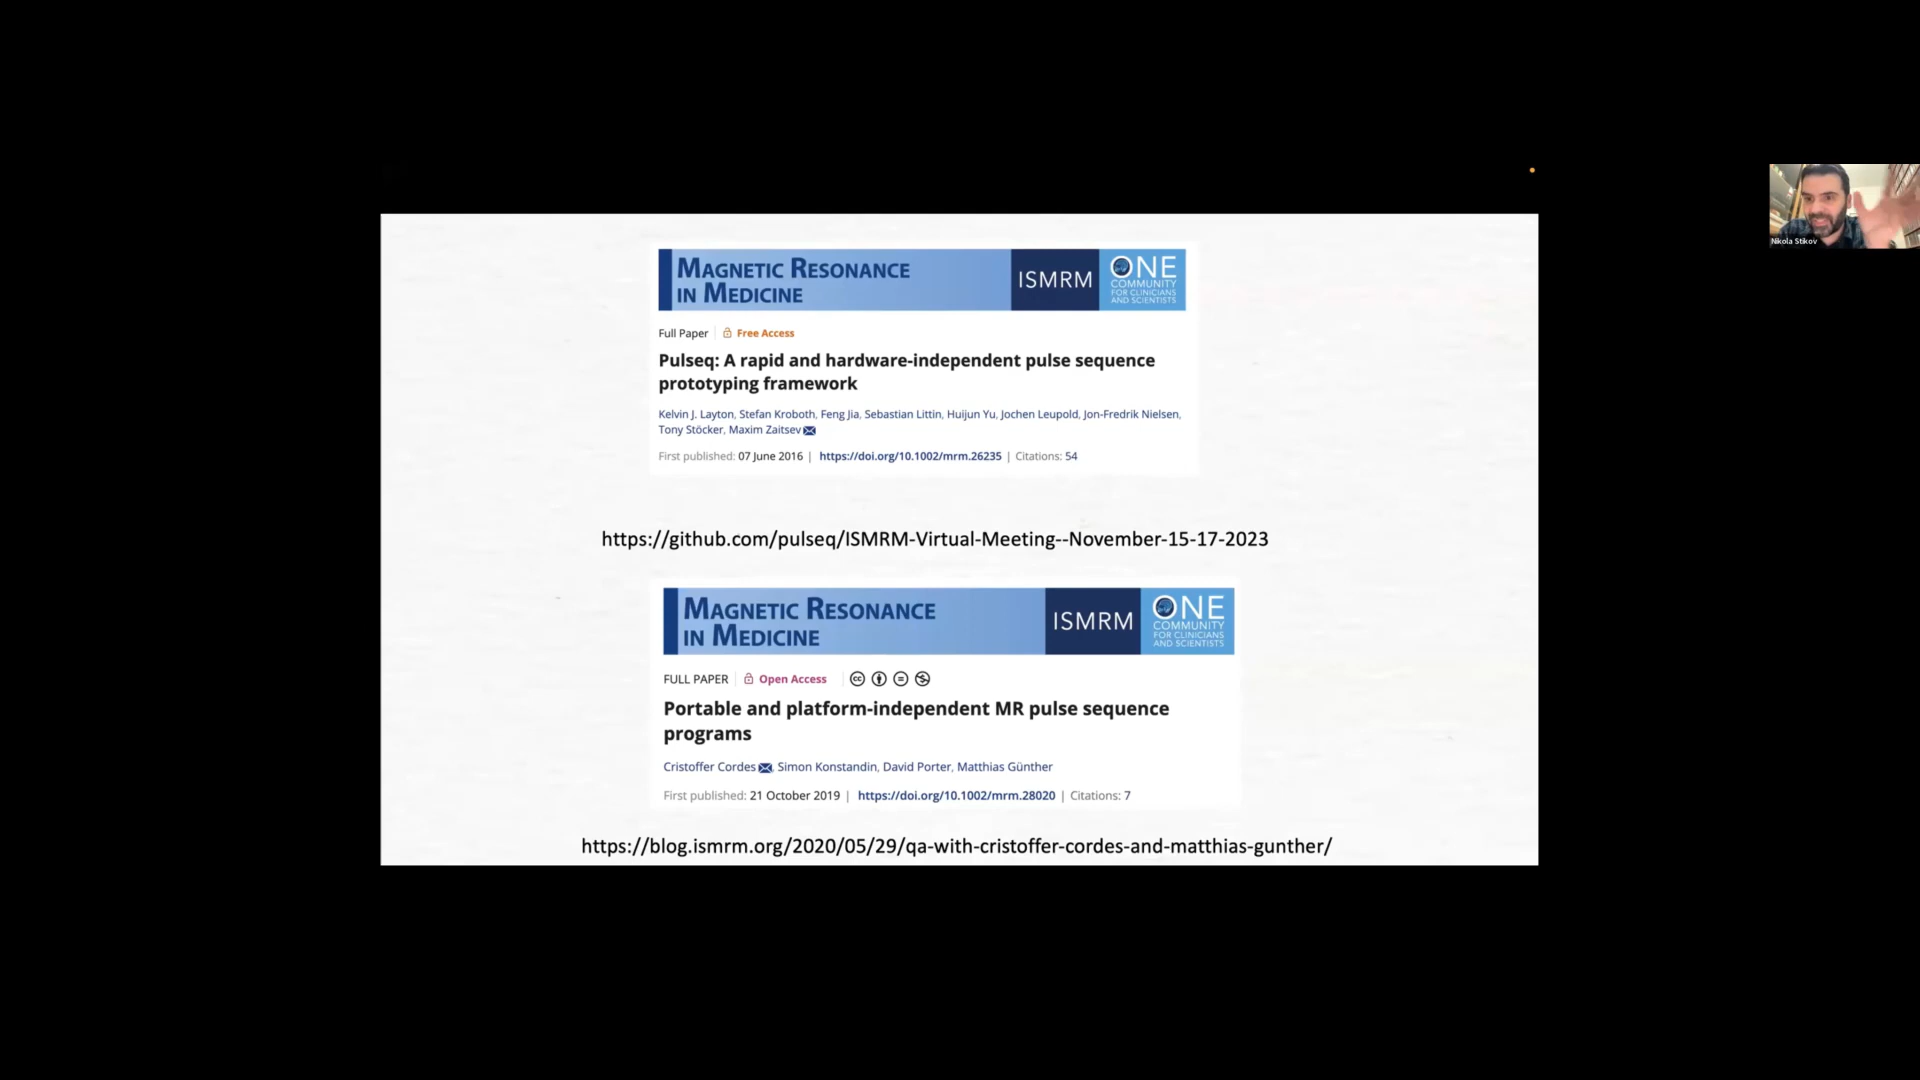 MAGNETIC RESONANCE
IN MEDICINE
ISMRM
ONE
COMMUNITY
FOR CLINICIANS
AND SCIENTISTS
Full Paper Free Access
Pulseq: A rapid and hardware-independent pulse sequence
prototyping framework
Kelvin J. Layton, Stefan Kroboth, Feng Jia, Sebastian Littin, Huijun Yu, Jochen Leupold, Jon-Fredrik Nielsen,
Tony Stöcker, Maxim Zaitsev
First published: 07 June 2016 | https://doi.org/10.1002/mrm.26235 | Citations: 54
https://github.com/pulseq/ISMRM-Virtual-Meeting--November-15-17-2023
MAGNETIC RESONANCE
IN MEDICINE
ISMRM
ONE
COMMUNITY
FOR CLINICIANS
AND SCIENTISTS
FULL PAPER Open Access cc
Portable and platform-independent MR pulse sequence
programs
Cristoffer Cordes, Simon Konstandin, David Porter, Matthias Günther
First published: 21 October 2019 | https://doi.org/10.1002/mrm.28020 | Citations: 7
https://blog.ismrm.org/2020/05/29/qa-with-cristoffer-cordes-and-matthias-gunther/
Nikola Stikov